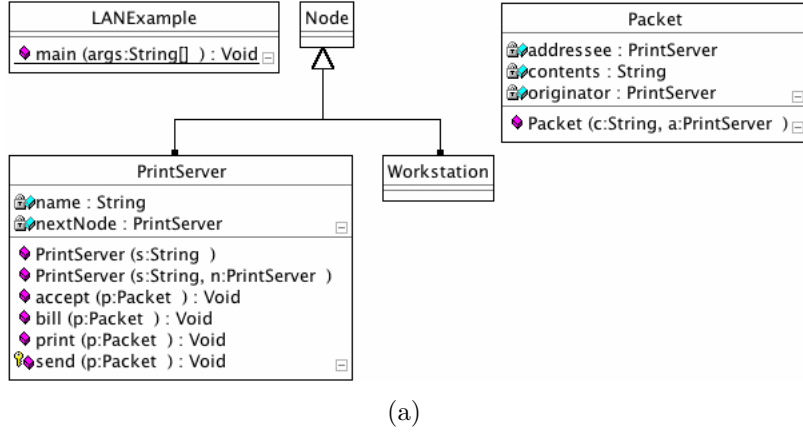 LANExample
main (args:String[] ) : Void
Node
Packet
addressee : PrintServer
contents : String
originator : PrintServer
Packet (c:String, a:PrintServer )
PrintServer
name : String
nextNode : PrintServer
PrintServer (s:String )
PrintServer (s:String, n:PrintServer )
accept (p:Packet ) : Void
bill (p:Packet ) : Void
print (p:Packet ) : Void
send (p:Packet ) : Void
Workstation
(a)